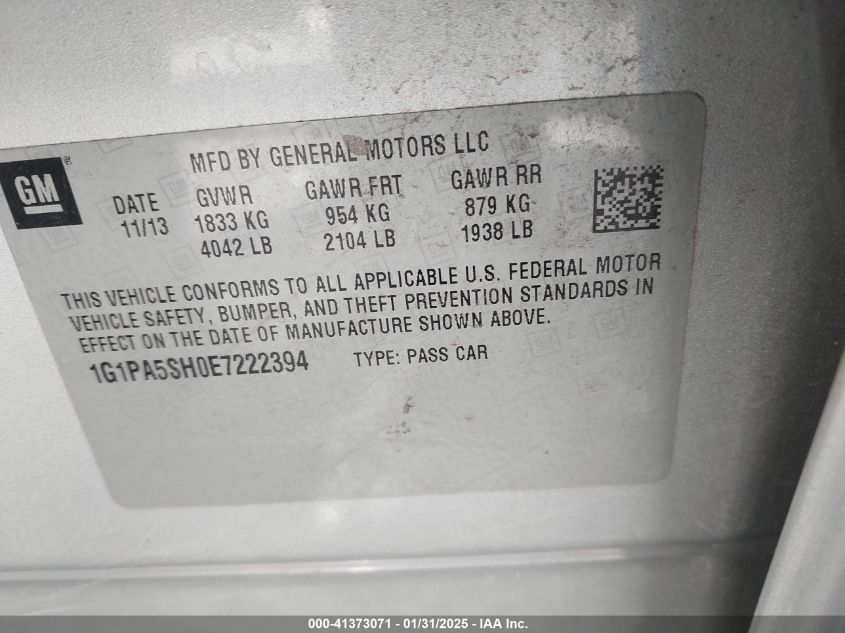 MFD BY GENERAL MOTORS LLC
GM®
DATE GVWR GAWR FRT GAWR RR
11/13 1833 KG 954 KG 879 KG
4042 LB 2104 LB 1938 LB
THIS VEHICLE CONFORMS TO ALL APPLICABLE U.S. FEDERAL MOTOR
VEHICLE SAFETY, BUMPER, AND THEFT PREVENTION STANDARDS IN
EFFECT ON THE DATE OF MANUFACTURE SHOWN ABOVE.
1G1PA5SH0E7222394 TYPE: PASS CAR
000-41373071 - 01/31/2025 - IAA Inc.